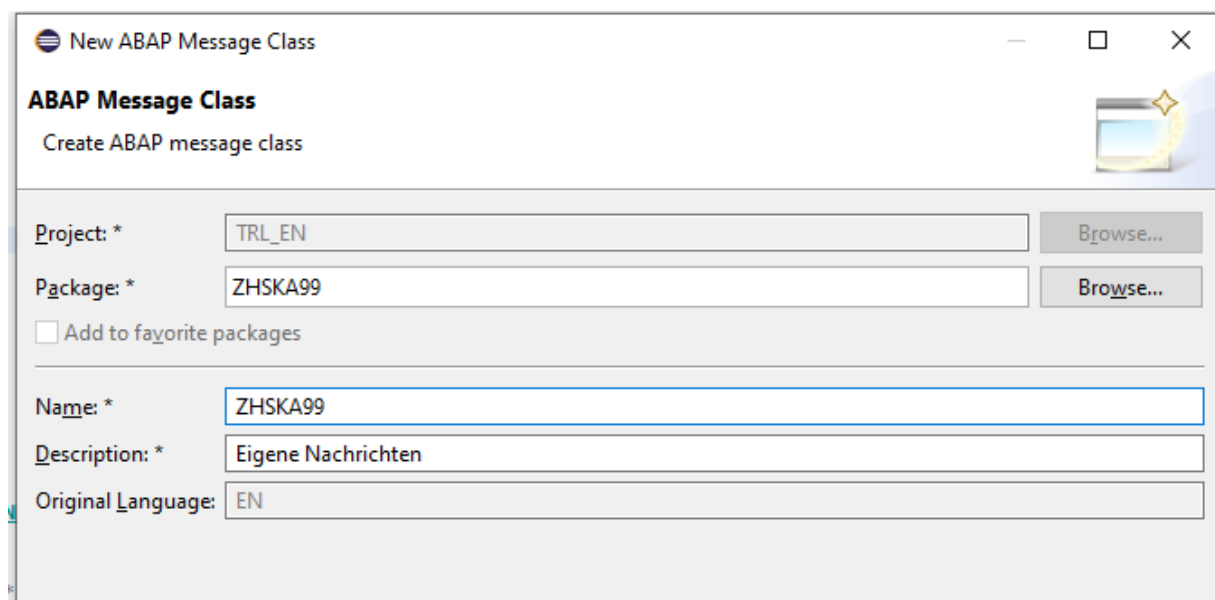 New ABAP Message Class
ABAP Message Class
Create ABAP message class
Project: * TRL_EN Browse...
Package: * ZHSKA99 Browse...
Add to favorite packages
Name: * ZHSKA99
Description: * Eigene Nachrichten
Original Language: EN